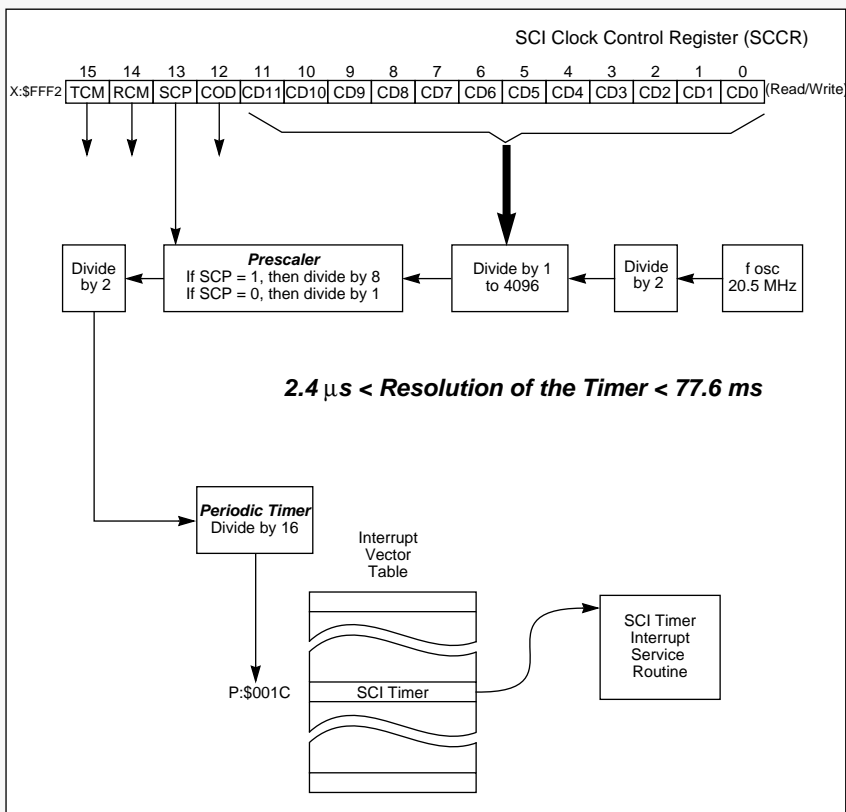 SCI Clock Control Register (SCCR)
15 14 13 12 11 10 9 8 7 6 5 4 3 2 1 0
X:$FFF2 TCM RCM SCP COD CD11 CD10 CD9 CD8 CD7 CD6 CD5 CD4 CD3 CD2 CD1 CD0 (Read/Write)
Divide
by 2
Prescaler
If SCP = 1, then divide by 8
If SCP = 0, then divide by 1
Divide by 1
to 4096
Divide
by 2
f osc
20.5 MHz
2.4 μs < Resolution of the Timer < 77.6 ms
Periodic Timer
Divide by 16
Interrupt
Vector
Table
P:$001C
SCI Timer
SCI Timer
Interrupt
Service
Routine